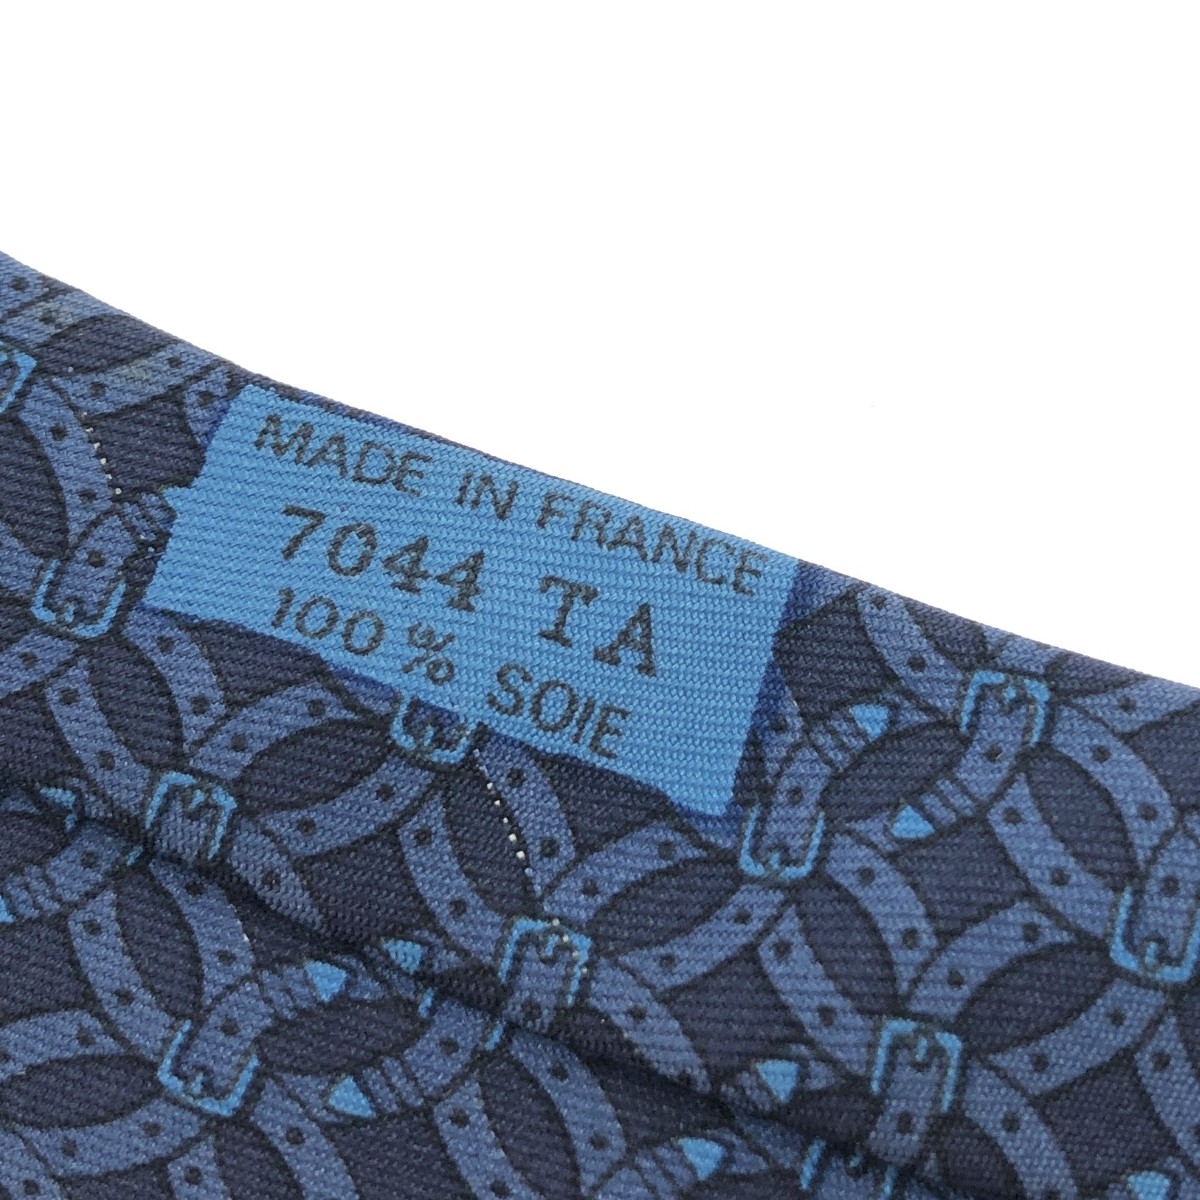 MADE IN FRANCE
7044 TA
100 % SOIE